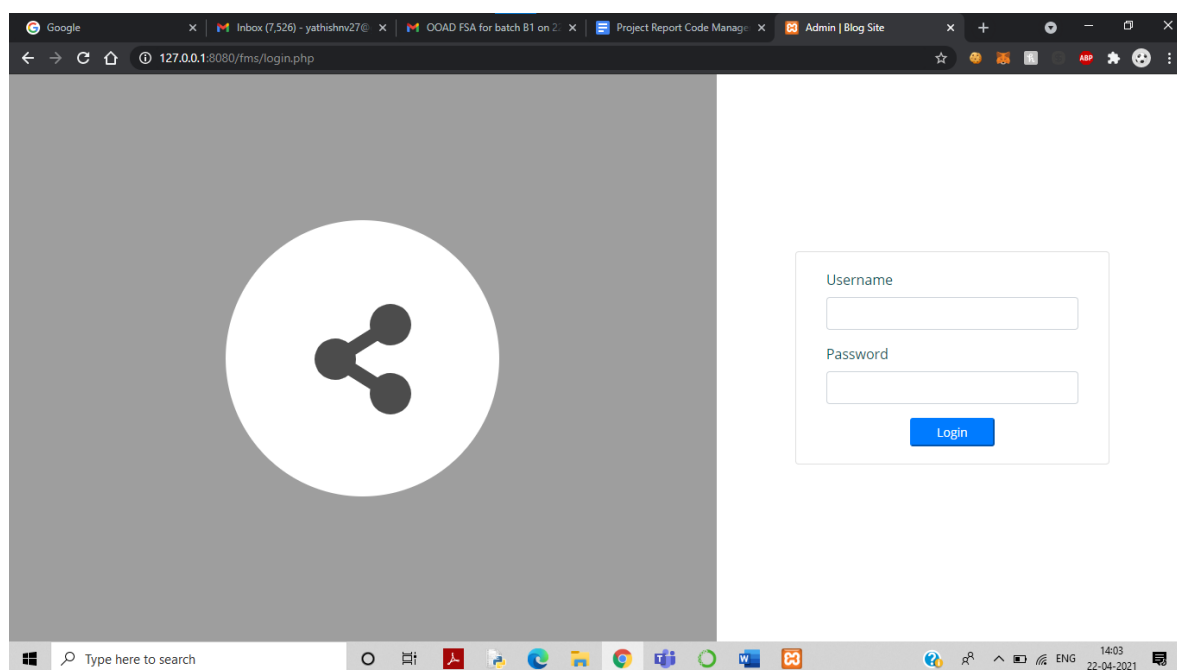 Google
Inbox (7,526) - yathishnv27@
OOAD FSA for batch B1 on 2
Project Report Code Manage
Admin | Blog Site
127.0.0.1:8080/fms/login.php
ABP
Username
Password
Login
Type here to search
ENG
14:03
22-04-2021